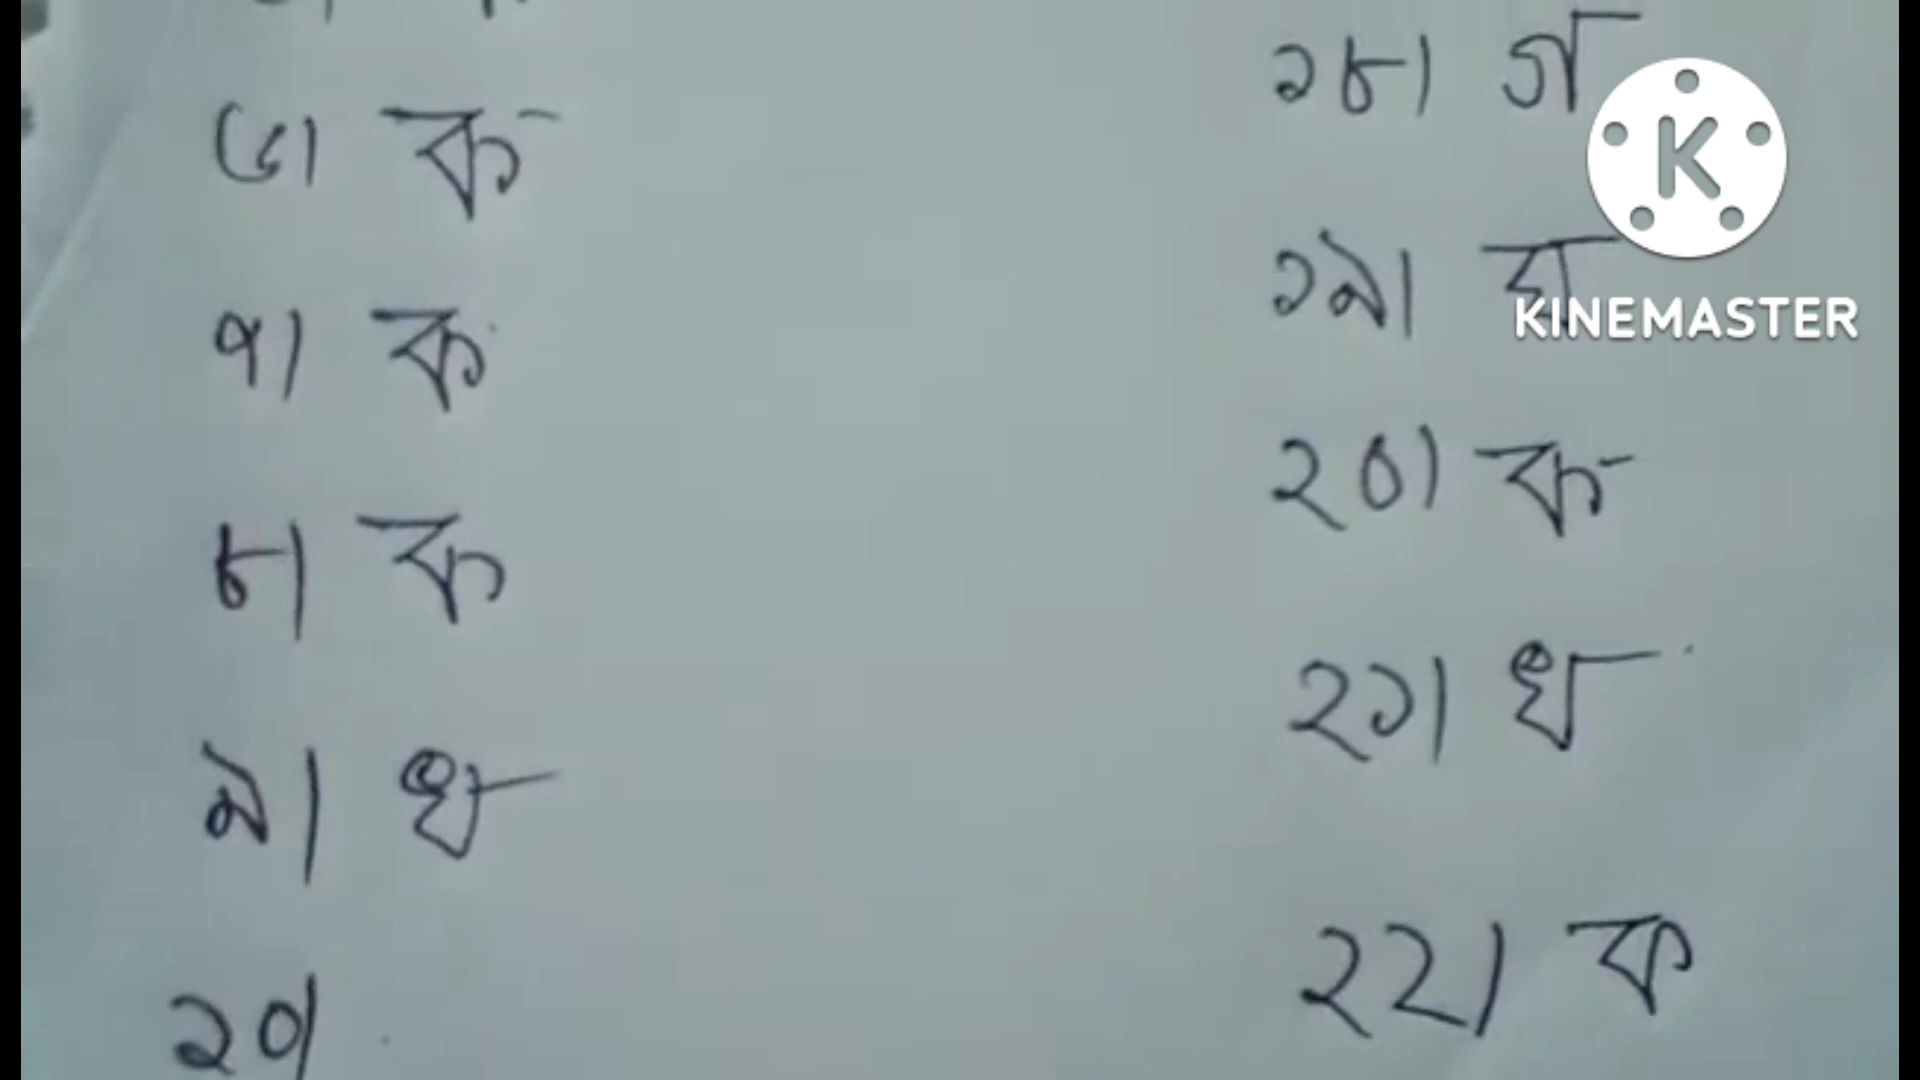 ৬। ক
৭। ক
৮। ক
৯। খ
১০।
১৮। গ
১৯। ঘ
২০। ক
২১। খ
২২। ক
KINEMASTER